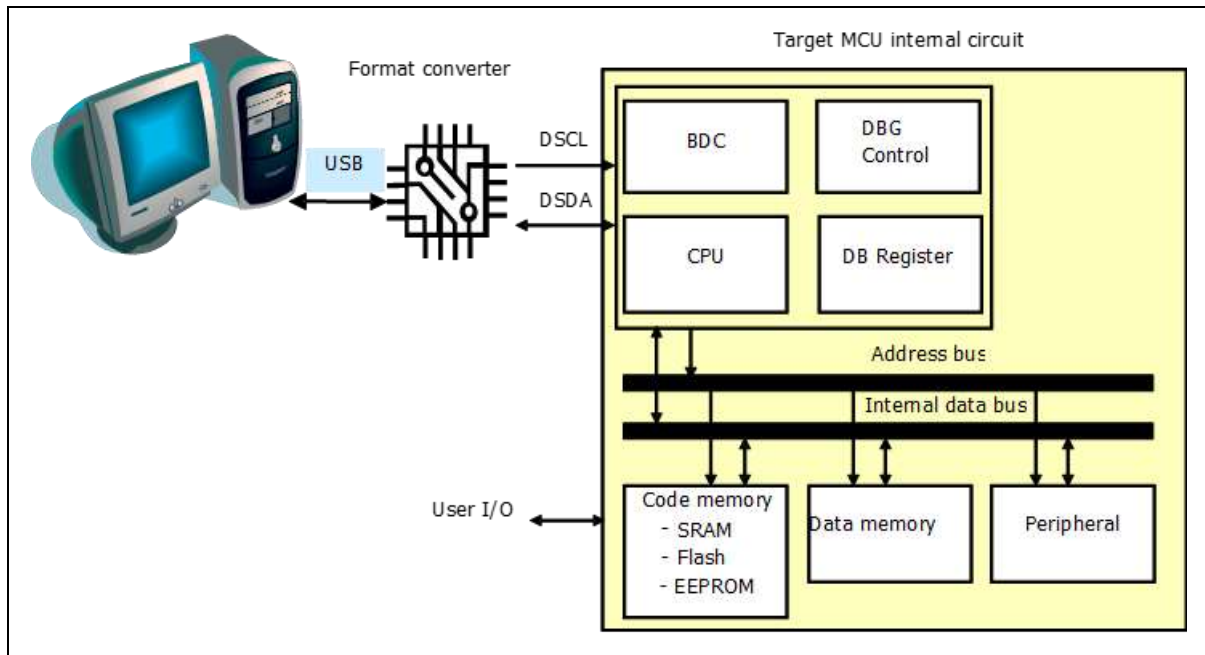 Target MCU internal circuit
Format converter
USB
DSCL
DSDA
BDC
DBG
Control
CPU
DB Register
Address bus
Internal data bus
User I/O
Code memory
- SRAM
- Flash
- EEPROM
Data memory
Peripheral